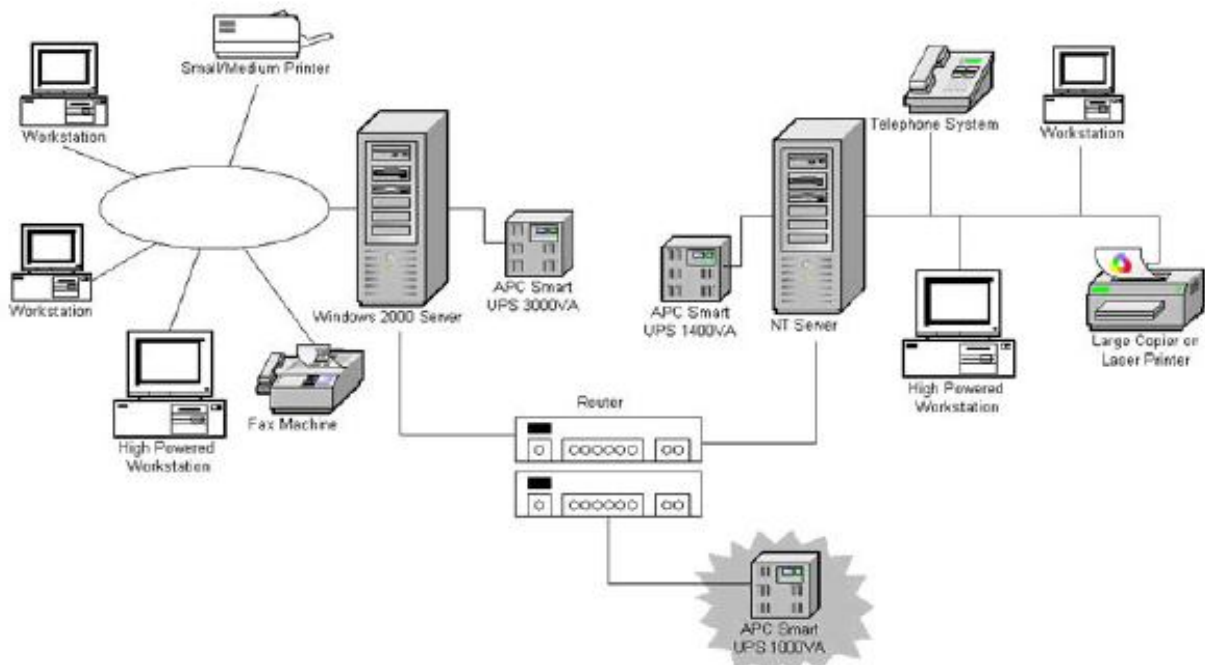 Small/Medium Printer
Workstation
Workstation
High Powered
Workstation
Fax Machine
Windows 2000 Server
APC Smart
UPS 3000VA
Telephone System
Workstation
APC Smart
UPS 1400VA
NT Server
High Powered
Workstation
Large Copier or
Laser Printer
Router
APC Smart
UPS 1000VA